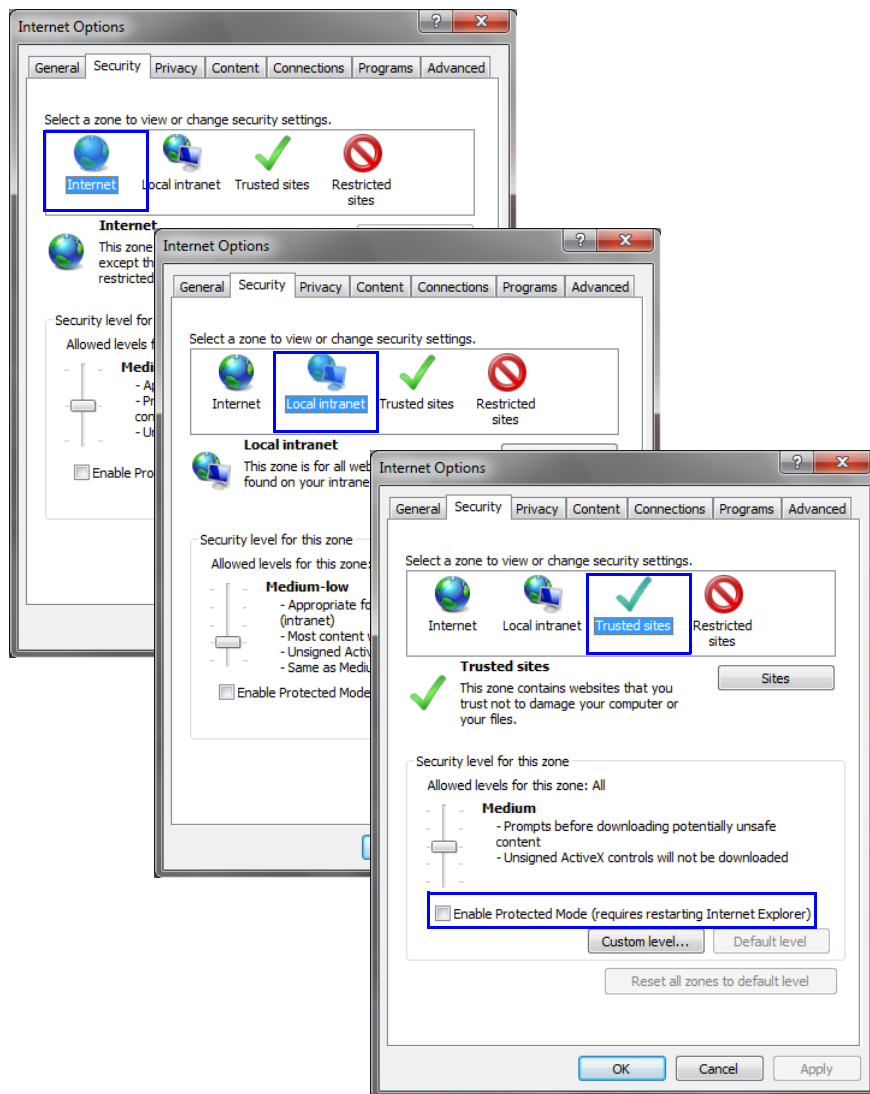 Internet Options
General Security Privacy Content Connections Programs Advanced
Select a zone to view or change security settings.
Internet Local intranet Trusted sites Restricted
sites
Internet
This zone
except th
restricted
Security level for
Allowed levels f
Medi
- Ap
- Pr
con
- Un
Enable Pro
Internet Options
General Security Privacy Content Connections Programs Advanced
Select a zone to view or change security settings.
Internet Local intranet Trusted sites Restricted
sites
Local intranet
This zone is for all web
found on your intrane
Security level for this zone
Allowed levels for this zone:
Medium-low
- Appropriate fo
(intranet)
- Most content w
- Unsigned Activ
- Same as Mediu
Enable Protected Mode
Internet Options
General Security Privacy Content Connections Programs Advanced
Select a zone to view or change security settings.
Internet Local intranet Trusted sites Restricted
sites
Trusted sites
This zone contains websites that you
trust not to damage your computer or
your files.
Sites
Security level for this zone
Allowed levels for this zone: All
Medium
- Prompts before downloading potentially unsafe
content
- Unsigned ActiveX controls will not be downloaded
Enable Protected Mode (requires restarting Internet Explorer)
Custom level... Default level
Reset all zones to default level
OK Cancel Apply